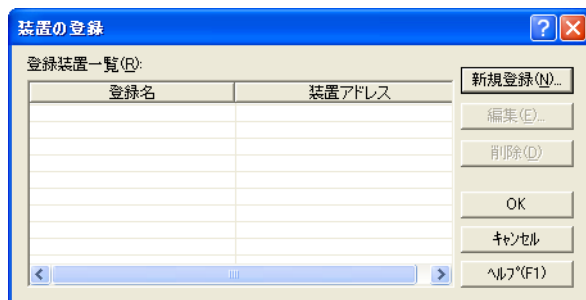 装置の登録
登録装置一覧(R):
登録名 装置アドレス
新規登録(N)...
編集(E)...
削除(D)
OK
キャンセル
ヘルプ(F1)